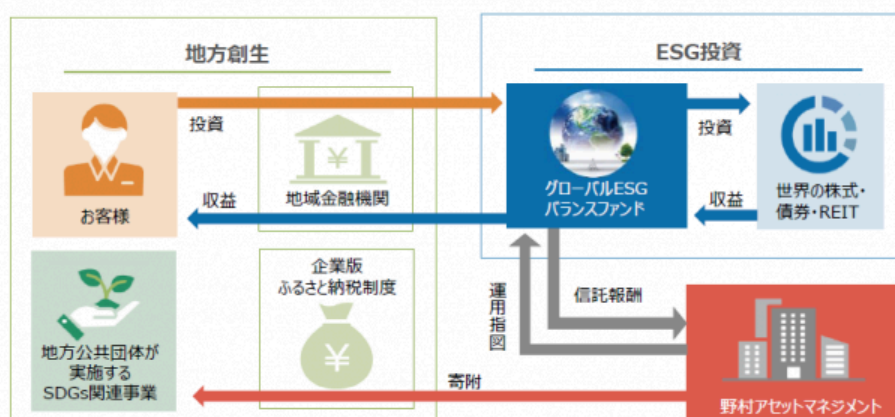 地方創生
ESG投資
投資
投資
¥
お客様
収益
地域金融機関
グローバルESG
バランスファンド
収益
世界の株式・
債券・REIT
企業版
ふるさと納税制度
¥
運用指図
信託報酬
地方公共団体が
実施する
SDGs関連事業
寄附
野村アセットマネジメント